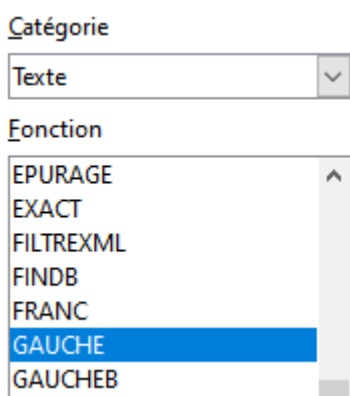 Catégorie
Texte
Fonction
EPURAGE
EXACT
FILTREXML
FINDB
FRANC
GAUCHE
GAUCHEB